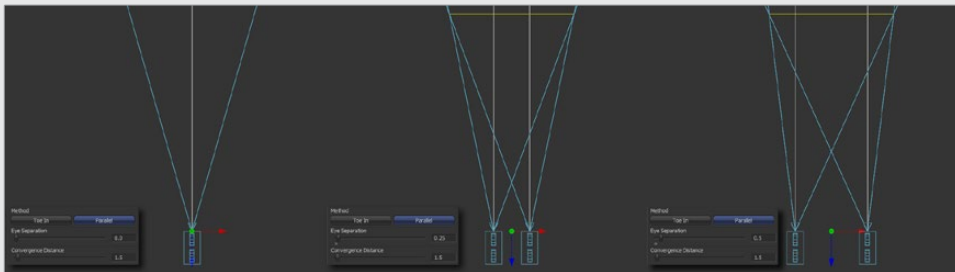 Method
Toe In Parallel
Eye Separation
0.0
Convergence Distance
1.5
Method
Toe In Parallel
Eye Separation
0.25
Convergence Distance
1.5
Method
Toe In Parallel
Eye Separation
0.5
Convergence Distance
1.5